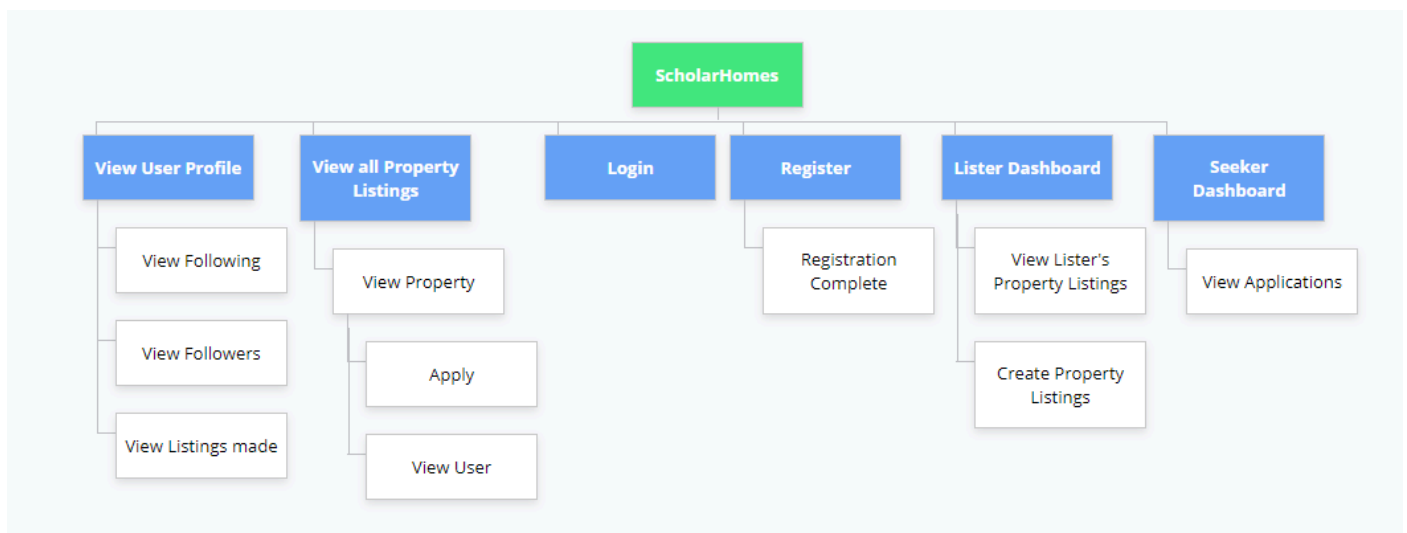 ScholarHomes
View User Profile
View all Property
Listings
Login
Register
Lister Dashboard
Seeker
Dashboard
View Following
View Followers
View Listings made
View Property
Apply
View User
Registration
Complete
View Lister's
Property Listings
Create Property
Listings
View Applications